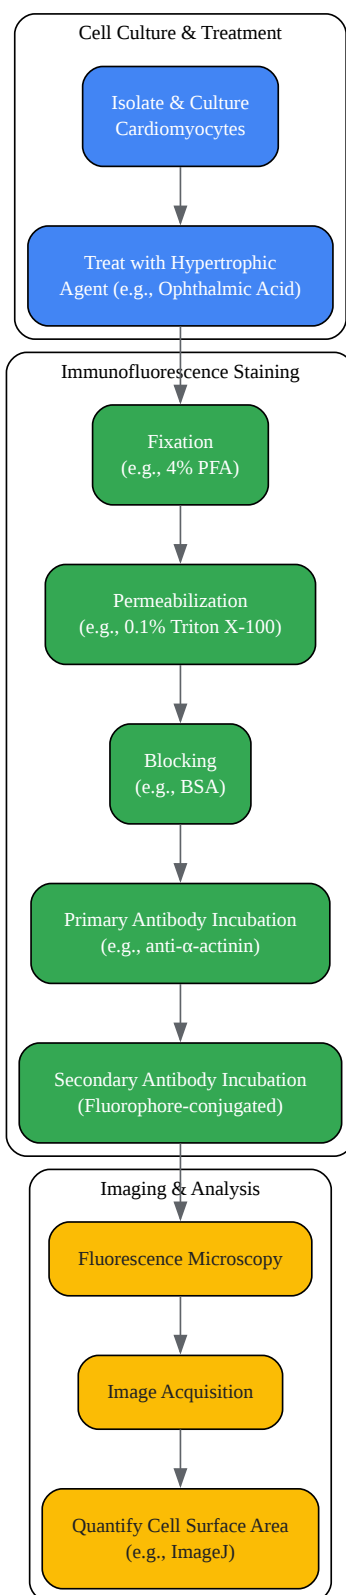 Cell Culture & Treatment
Isolate & Culture
Cardiomyocytes
Treat with Hypertrophic
Agent (e.g., Ophthalmic Acid)
Immunofluorescence Staining
Fixation
(e.g., 4% PFA)
Permeabilization
(e.g., 0.1% Triton X-100)
Blocking
(e.g., BSA)
Primary Antibody Incubation
(e.g., anti-α-actinin)
Secondary Antibody Incubation
(Fluorophore-conjugated)
Imaging & Analysis
Fluorescence Microscopy
Image Acquisition
Quantify Cell Surface Area
(e.g., ImageJ)